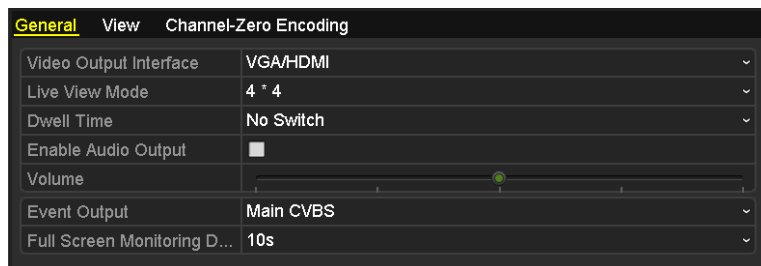 General View Channel-Zero Encoding
Video Output Interface VGA/HDMI
Live View Mode 4 * 4
Dwell Time No Switch
Enable Audio Output
Volume
Event Output Main CVBS
Full Screen Monitoring D... 10s